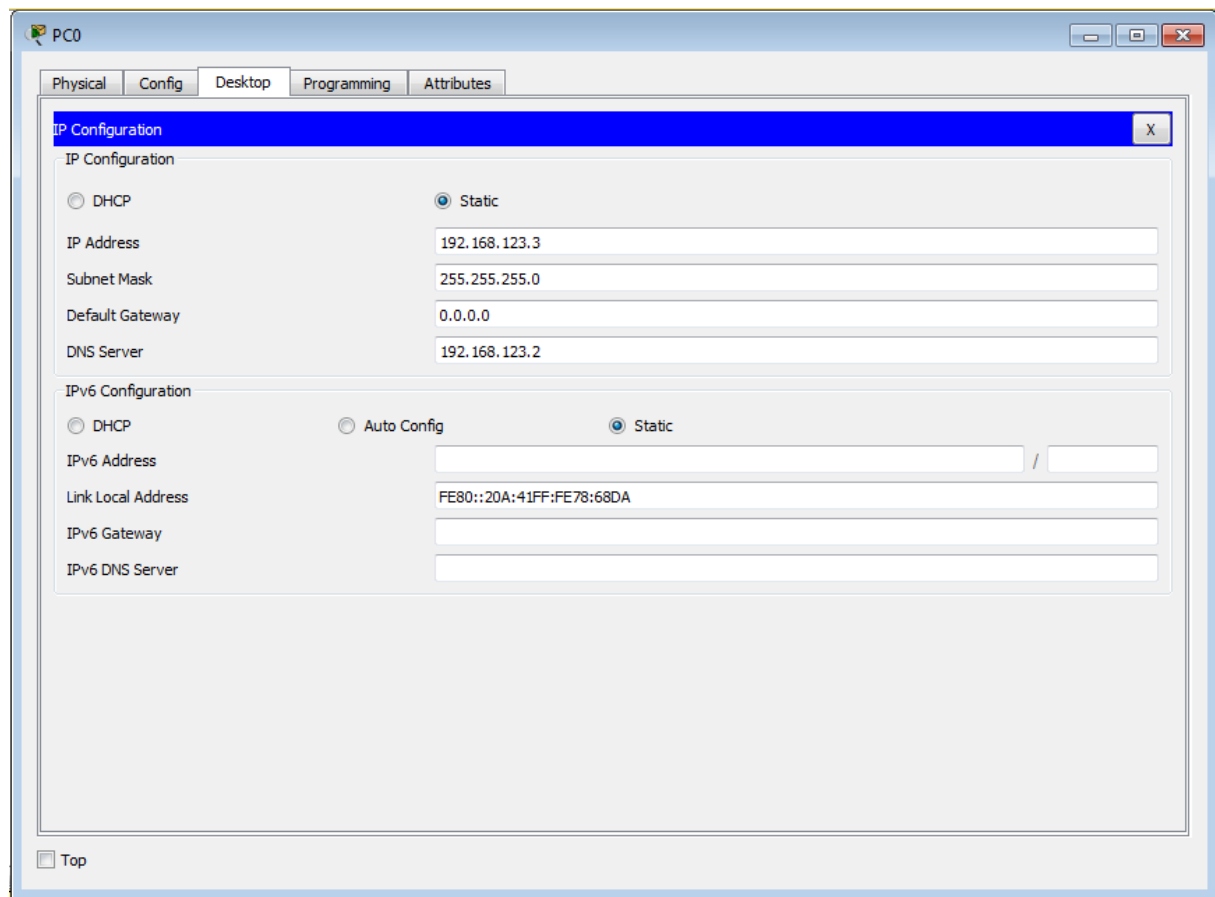 PC0
Physical Config Desktop Programming Attributes
IP Configuration X
IP Configuration
DHCP Static
IP Address 192.168.123.3
Subnet Mask 255.255.255.0
Default Gateway 0.0.0.0
DNS Server 192.168.123.2
IPv6 Configuration
DHCP Auto Config Static
IPv6 Address /
Link Local Address FE80::20A:41FF:FE78:68DA
IPv6 Gateway
IPv6 DNS Server
Top